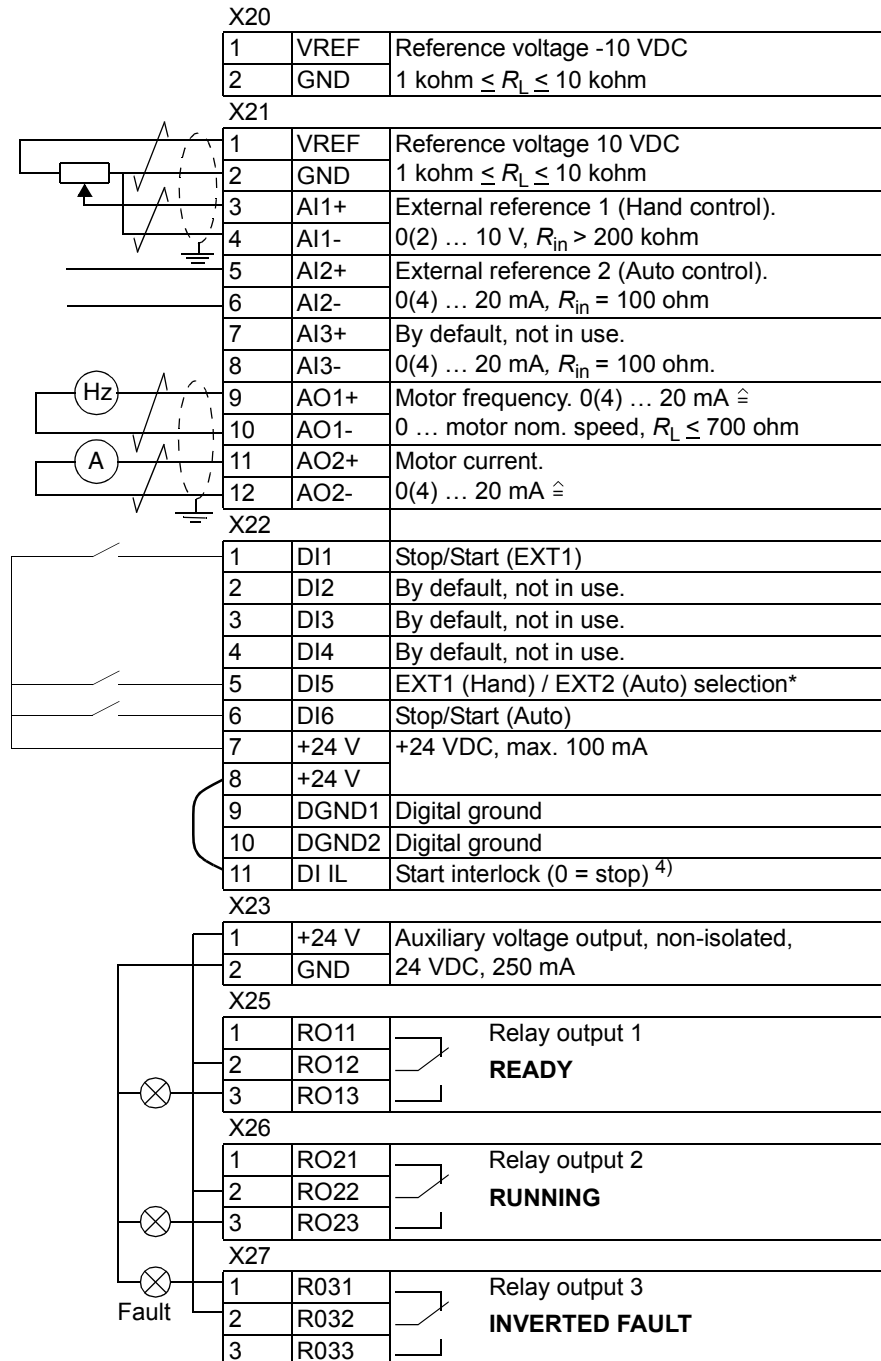 X20
1 VREF Reference voltage -10 VDC
2 GND 1 kohm ≤ RL ≤ 10 kohm
X21
1 VREF Reference voltage 10 VDC
2 GND 1 kohm ≤ RL ≤ 10 kohm
3 AI1+ External reference 1 (Hand control).
4 AI1- 0(2) … 10 V, Rin > 200 kohm
5 AI2+ External reference 2 (Auto control).
6 AI2- 0(4) … 20 mA, Rin = 100 ohm
7 AI3+ By default, not in use.
8 AI3- 0(4) … 20 mA, Rin = 100 ohm.
Hz 9 AO1+ Motor frequency. 0(4) … 20 mA ≙
10 AO1- 0 … motor nom. speed, RL ≤ 700 ohm
A 11 AO2+ Motor current.
12 AO2- 0(4) … 20 mA ≙
X22
1 DI1 Stop/Start (EXT1)
2 DI2 By default, not in use.
3 DI3 By default, not in use.
4 DI4 By default, not in use.
5 DI5 EXT1 (Hand) / EXT2 (Auto) selection*
6 DI6 Stop/Start (Auto)
7 +24 V +24 VDC, max. 100 mA
8 +24 V
9 DGND1 Digital ground
10 DGND2 Digital ground
11 DI IL Start interlock (0 = stop) 4)
X23
1 +24 V Auxiliary voltage output, non-isolated,
2 GND 24 VDC, 250 mA
X25
1 RO11 Relay output 1
2 RO12 READY
3 RO13
X26
1 RO21 Relay output 2
2 RO22 RUNNING
3 RO23
X27
1 R031 Relay output 3
Fault 2 R032 INVERTED FAULT
3 R033